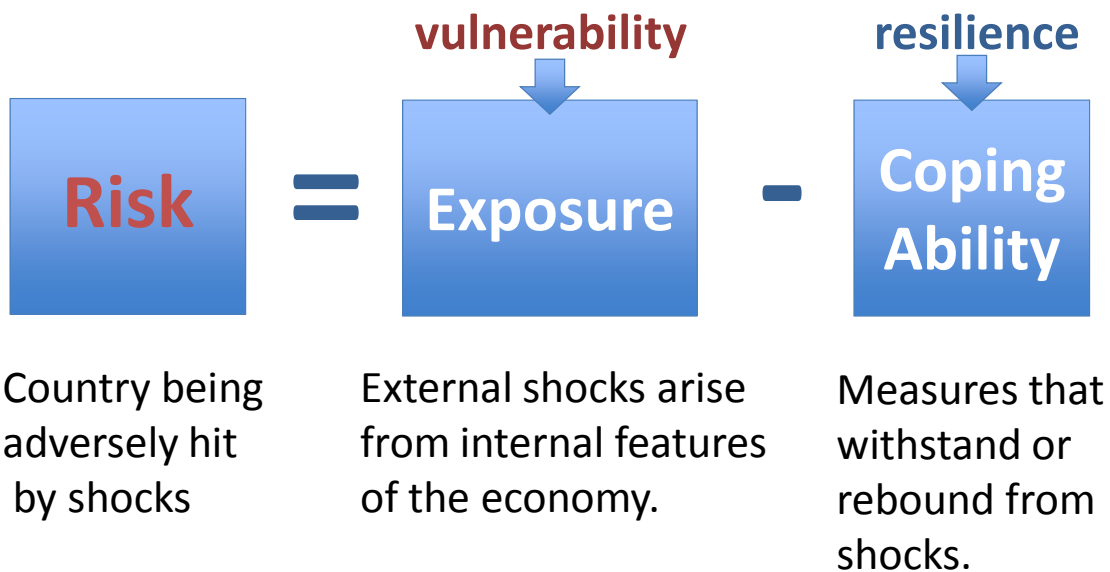 vulnerability
resilience
Risk
=
Exposure
-
Coping
Ability
Country being
adversely hit
by shocks
External shocks arise
from internal features
of the economy.
Measures that
withstand or
rebound from
shocks.